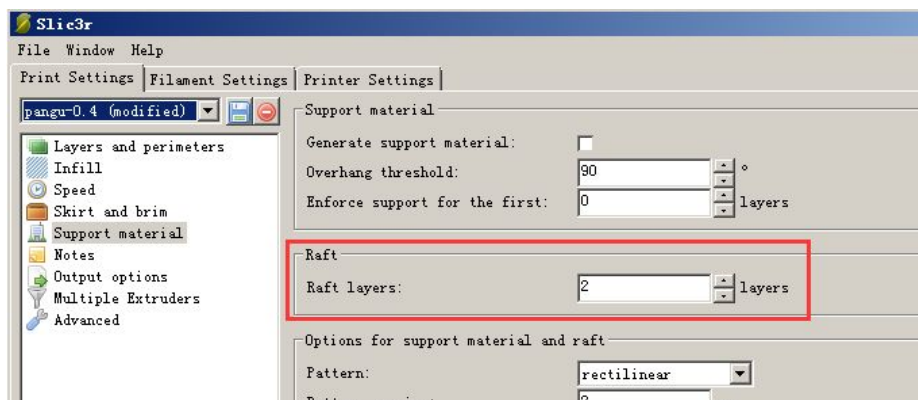 Slic3r
File Window Help
Print Settings Filament Settings Printer Settings
pangu-0.4 (modified)
Layers and perimeters
Infill
Speed
Skirt and brim
Support material
Notes
Output options
Multiple Extruders
Advanced
Support material
Generate support material:
Overhang threshold: 90 °
Enforce support for the first: 0 layers
Raft
Raft layers: 2 layers
Options for support material and raft
Pattern: rectilinear